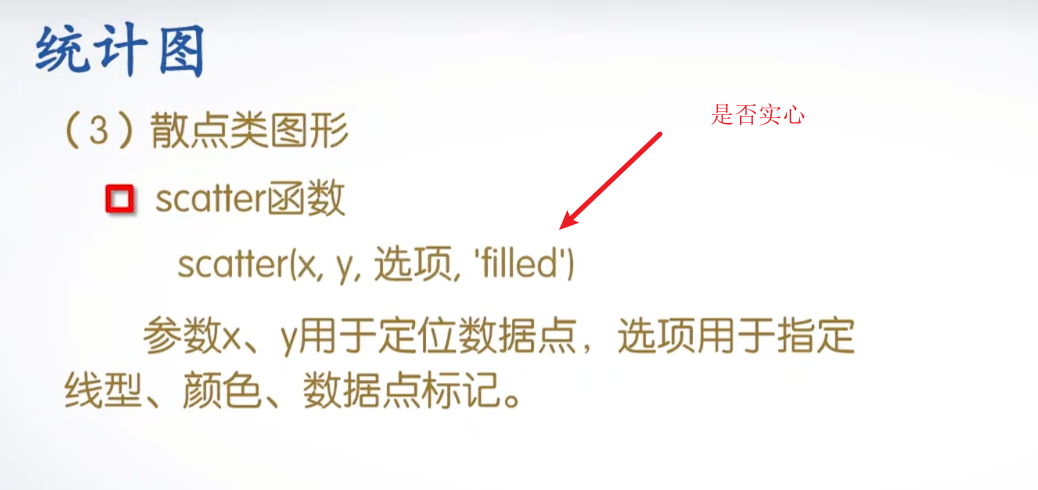 统计图
（3）散点类图形
是否实心
scatter函数
scatter(x, y, 选项, 'filled')
参数x、y用于定位数据点，选项用于指定
线型、颜色、数据点标记。